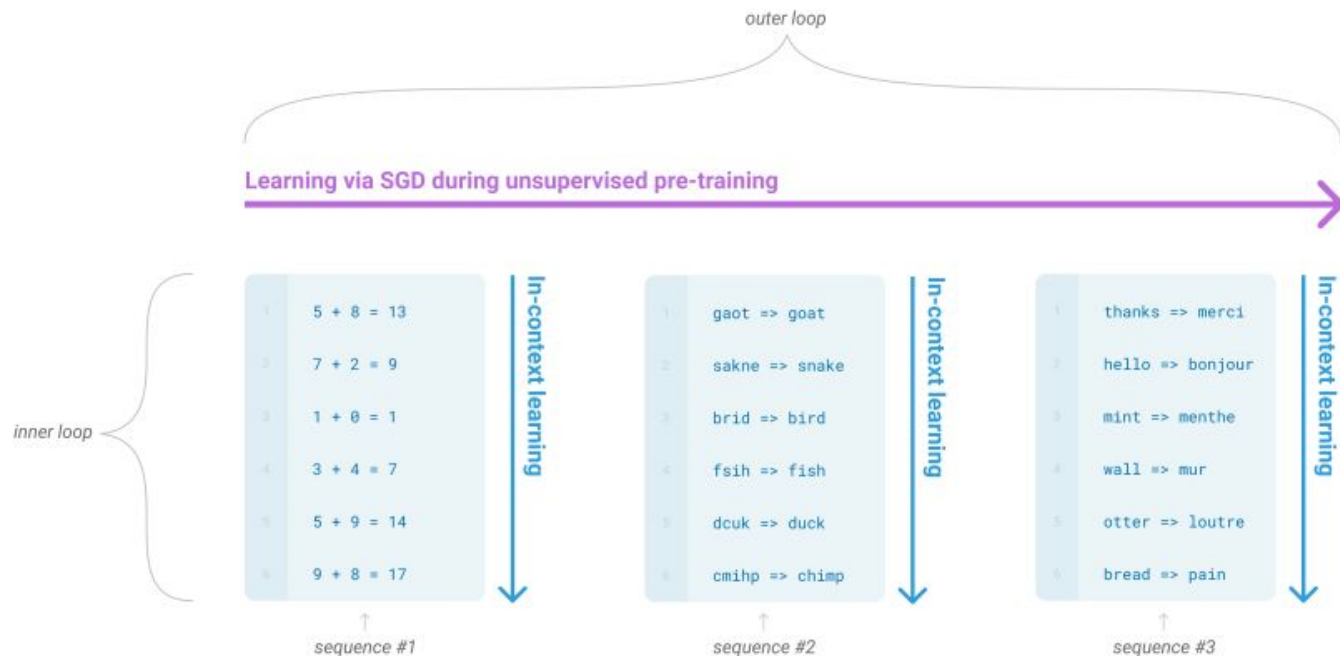 outer loop
Learning via SGD during unsupervised pre-training
inner loop
1 5 + 8 = 13
2 7 + 2 = 9
3 1 + 0 = 1
4 3 + 4 = 7
5 5 + 9 = 14
6 9 + 8 = 17
In-context learning
sequence #1
1 gaot => goat
2 sakne => snake
3 brid => bird
4 fsih => fish
5 dcuk => duck
6 cmihp => chimp
In-context learning
sequence #2
1 thanks => merci
2 hello => bonjour
3 mint => menthe
4 wall => mur
5 otter => loutre
6 bread => pain
In-context learning
sequence #3